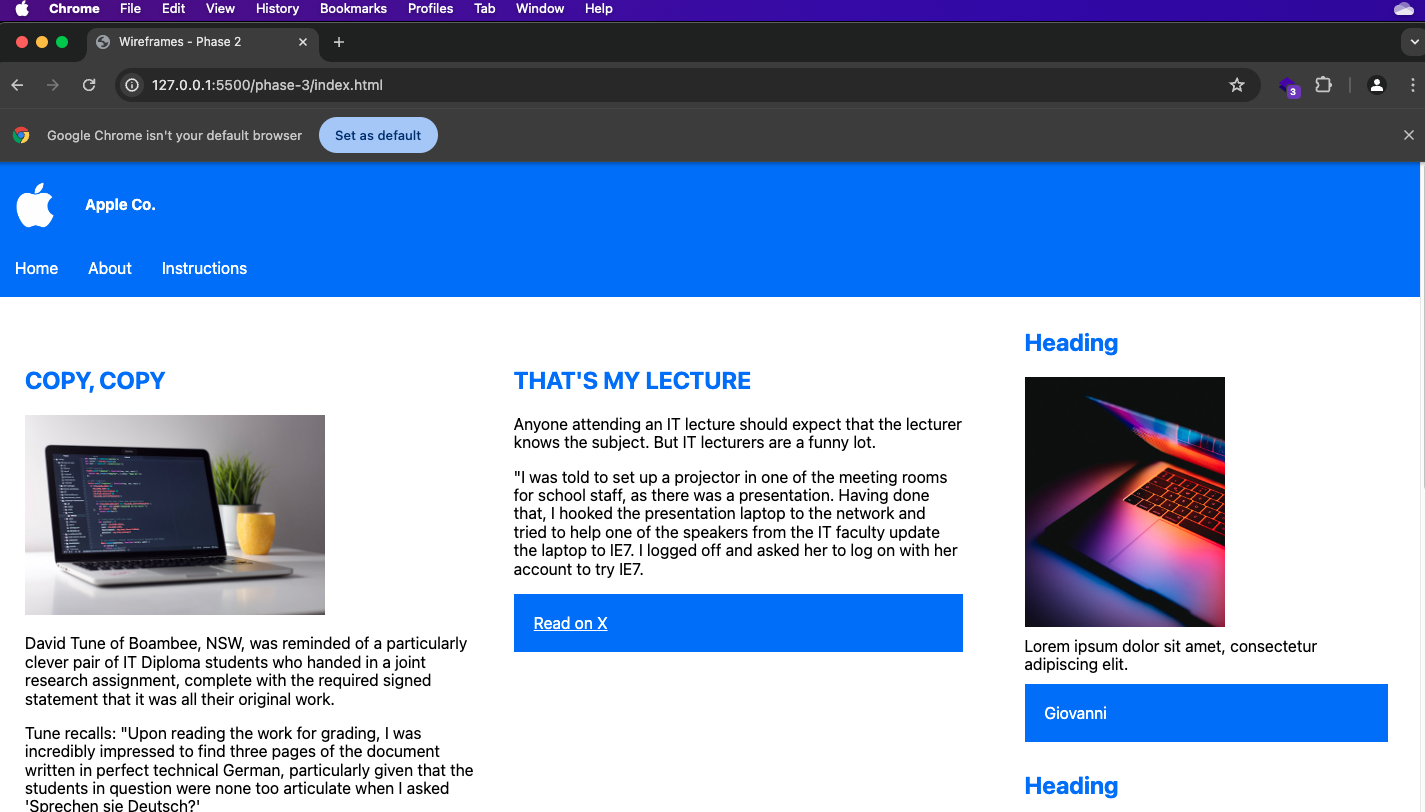 Chrome File Edit View History Bookmarks Profiles Tab Window Help
Wireframes - Phase 2
127.0.0.1:5500/phase-3/index.html
3
Google Chrome isn't your default browser
Set as default
Apple Co.
Home About Instructions
COPY, COPY
David Tune of Boambee, NSW, was reminded of a particularly
clever pair of IT Diploma students who handed in a joint
research assignment, complete with the required signed
statement that it was all their original work.
Tune recalls: "Upon reading the work for grading, I was
incredibly impressed to find three pages of the document
written in perfect technical German, particularly given that the
students in question were none too articulate when I asked
'Sprechen sie Deutsch?'
THAT'S MY LECTURE
Anyone attending an IT lecture should expect that the lecturer
knows the subject. But IT lecturers are a funny lot.
"I was told to set up a projector in one of the meeting rooms
for school staff, as there was a presentation. Having done
that, I hooked the presentation laptop to the network and
tried to help one of the speakers from the IT faculty update
the laptop to IE7. I logged off and asked her to log on with her
account to try IE7.
Read on X
Heading
Lorem ipsum dolor sit amet, consectetur
adipiscing elit.
Giovanni
Heading